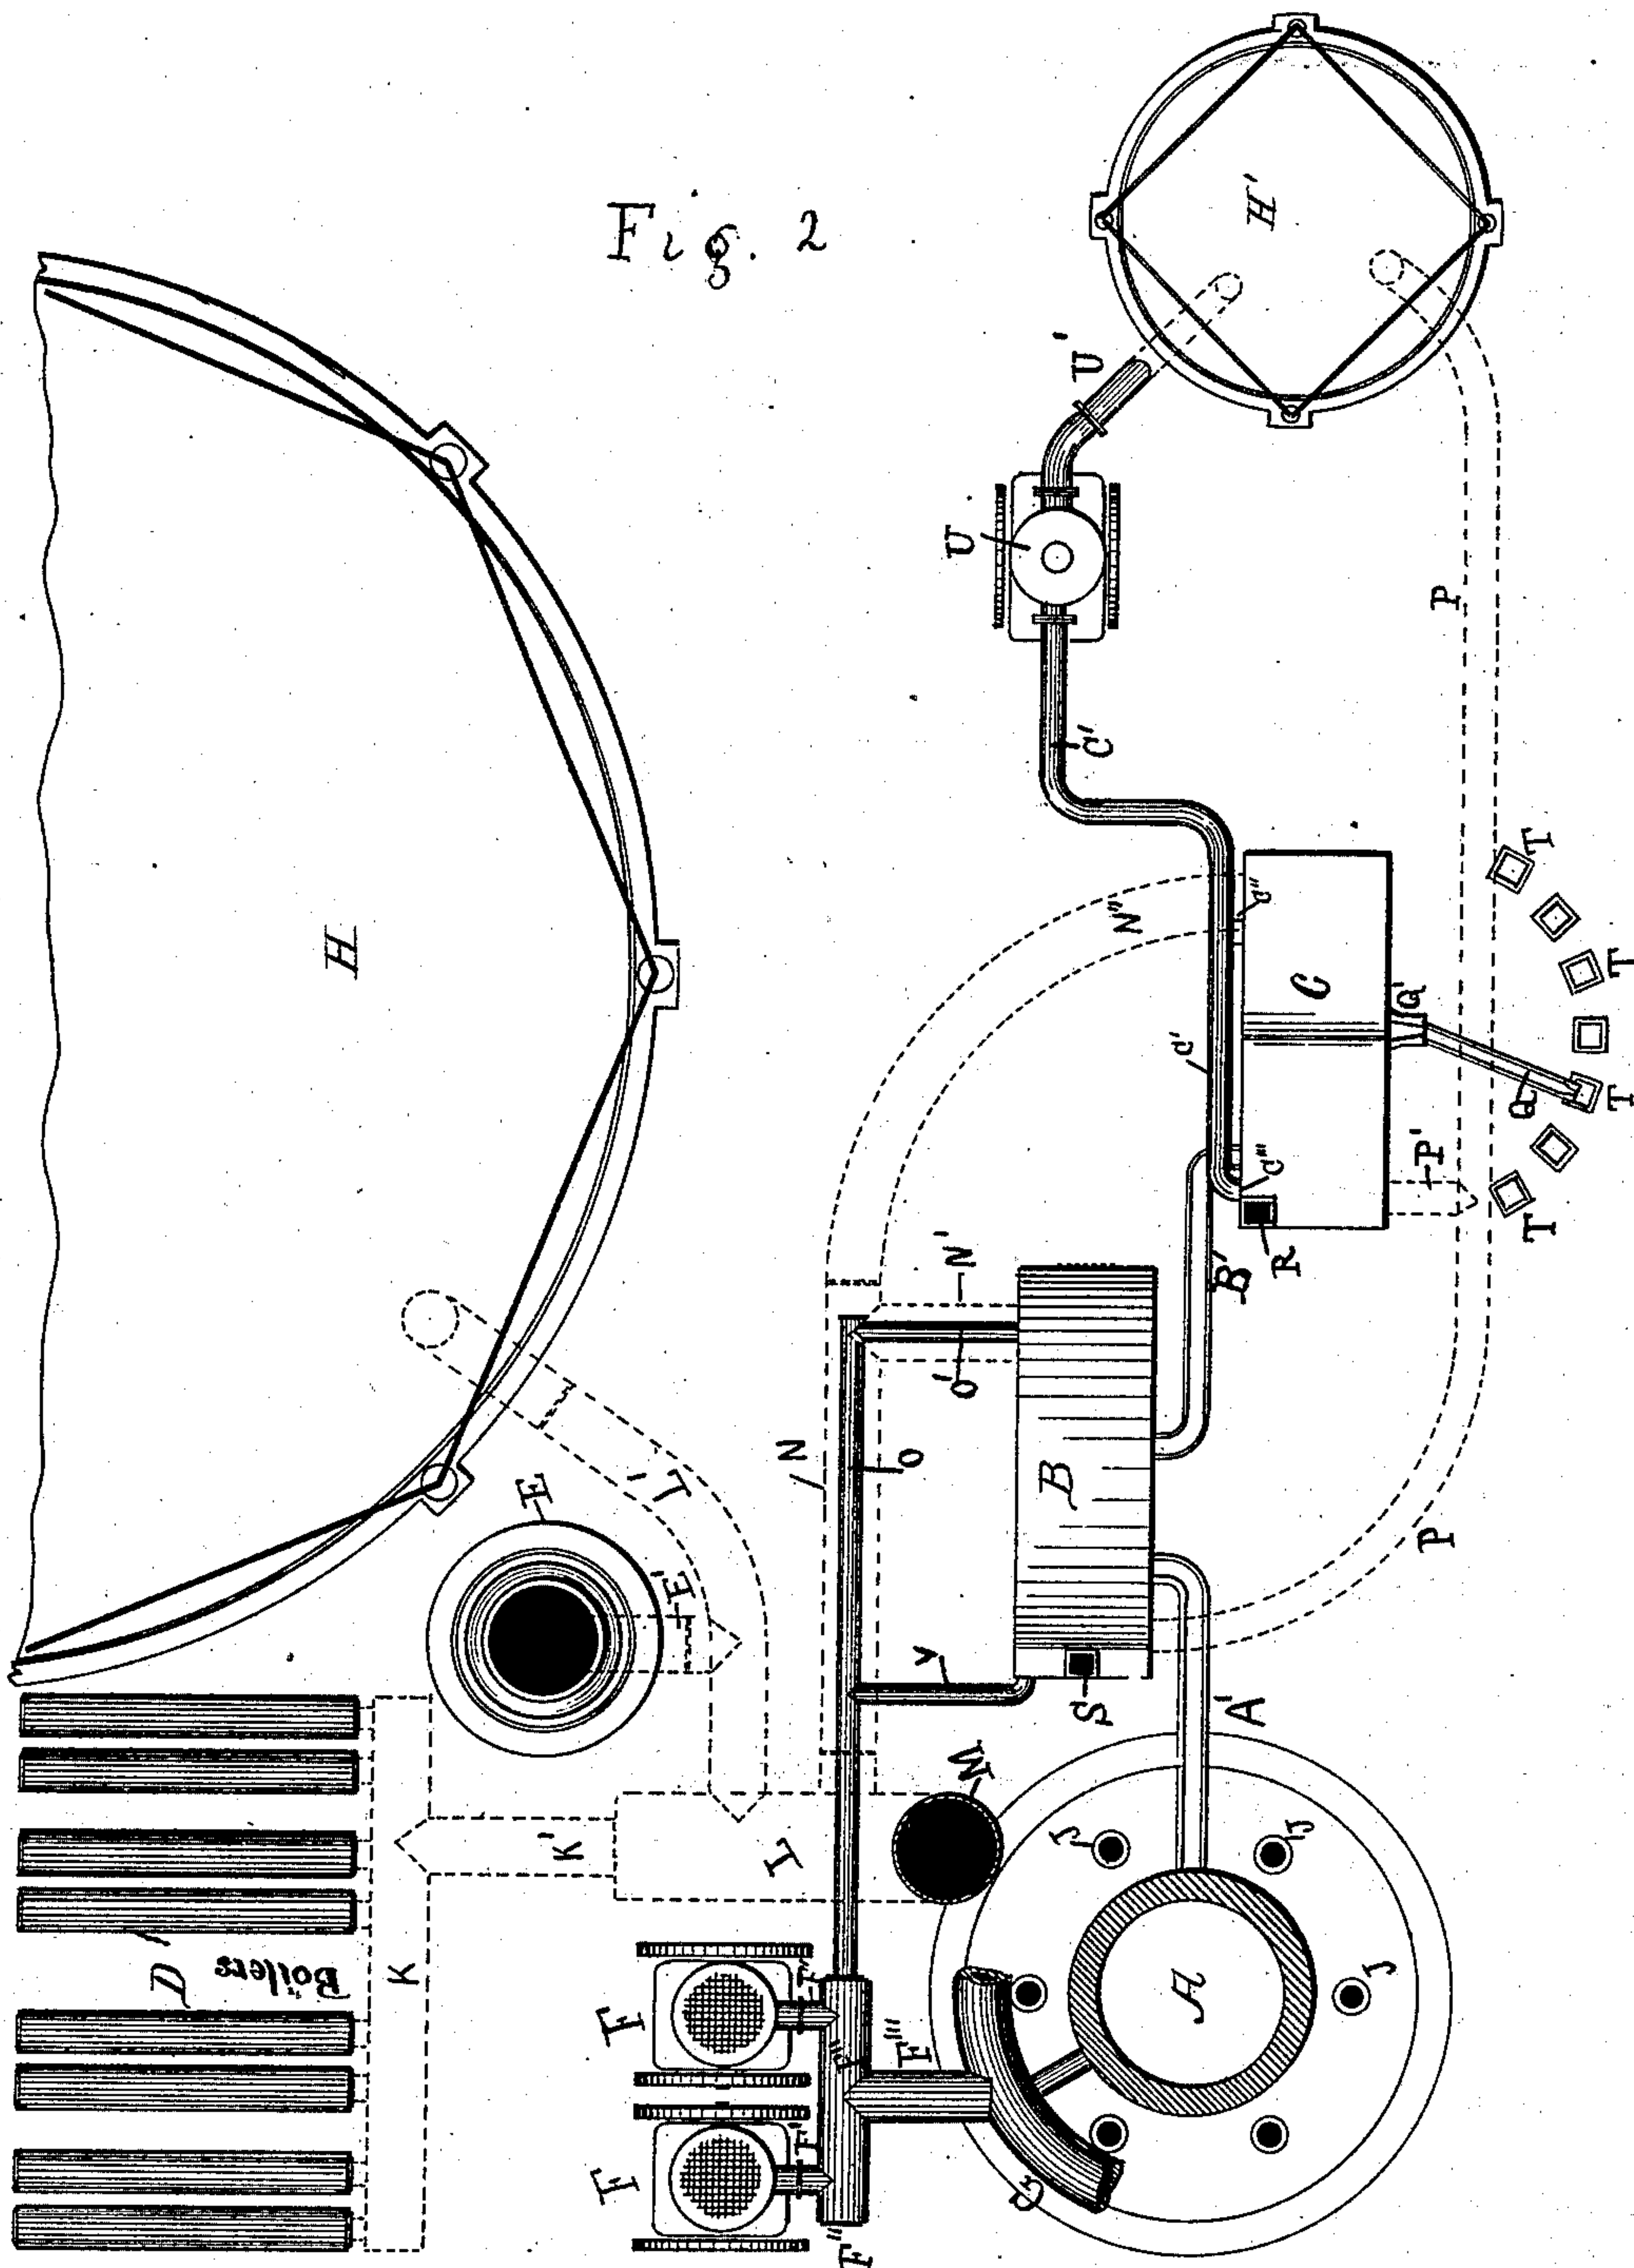 Fig. 2
H'
U'
U
P
C'
T
H
N''
C''
C
T
Q'
C'
Q
T
C'''
P'
T
R
B'
N'
O'
N
O
B
L'
E
E'
P
V
S
A'
M
J
J
K'
L
D
Boilers
K
F
F'
F'''
A
J
F
F'
F''
G